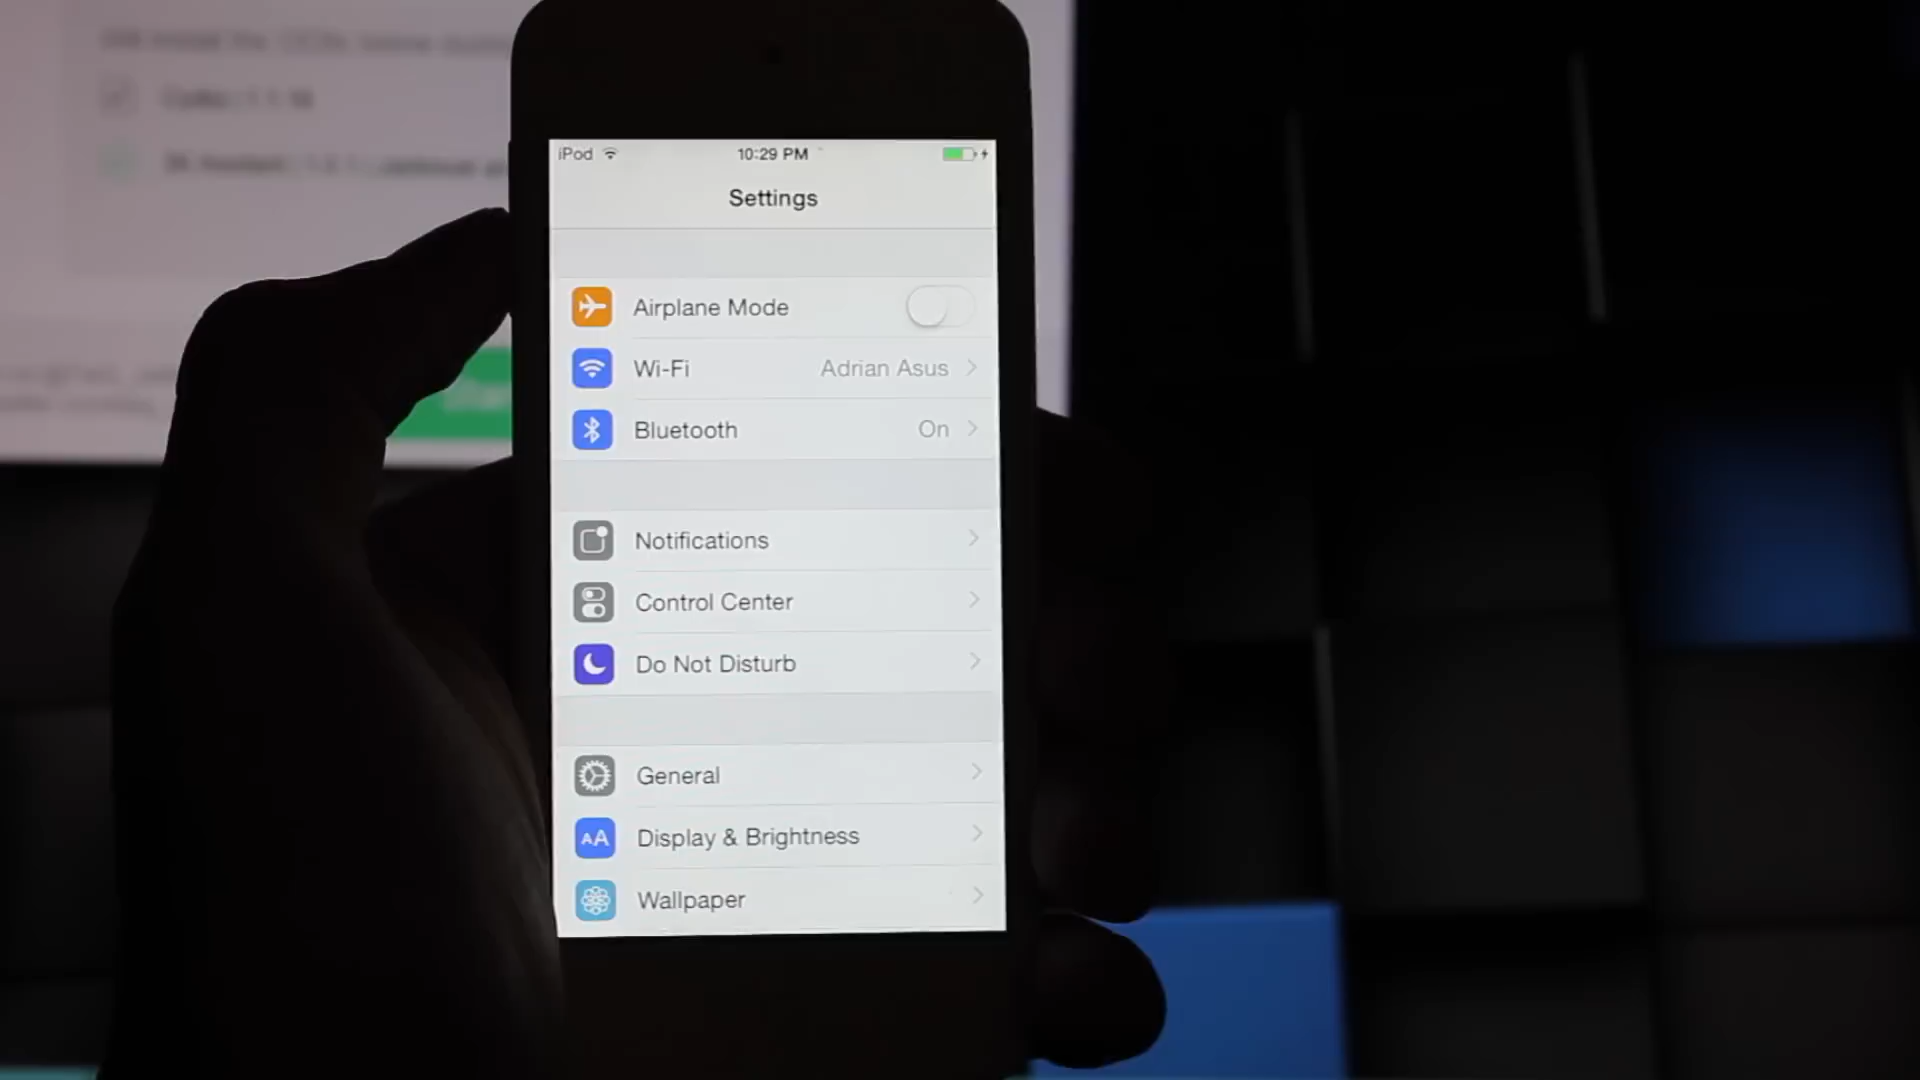 iPod
10:29 PM
Settings
Airplane Mode
Wi-Fi
Adrian Asus
Bluetooth
On
Notifications
Control Center
Do Not Disturb
General
AA
Display & Brightness
Wallpaper